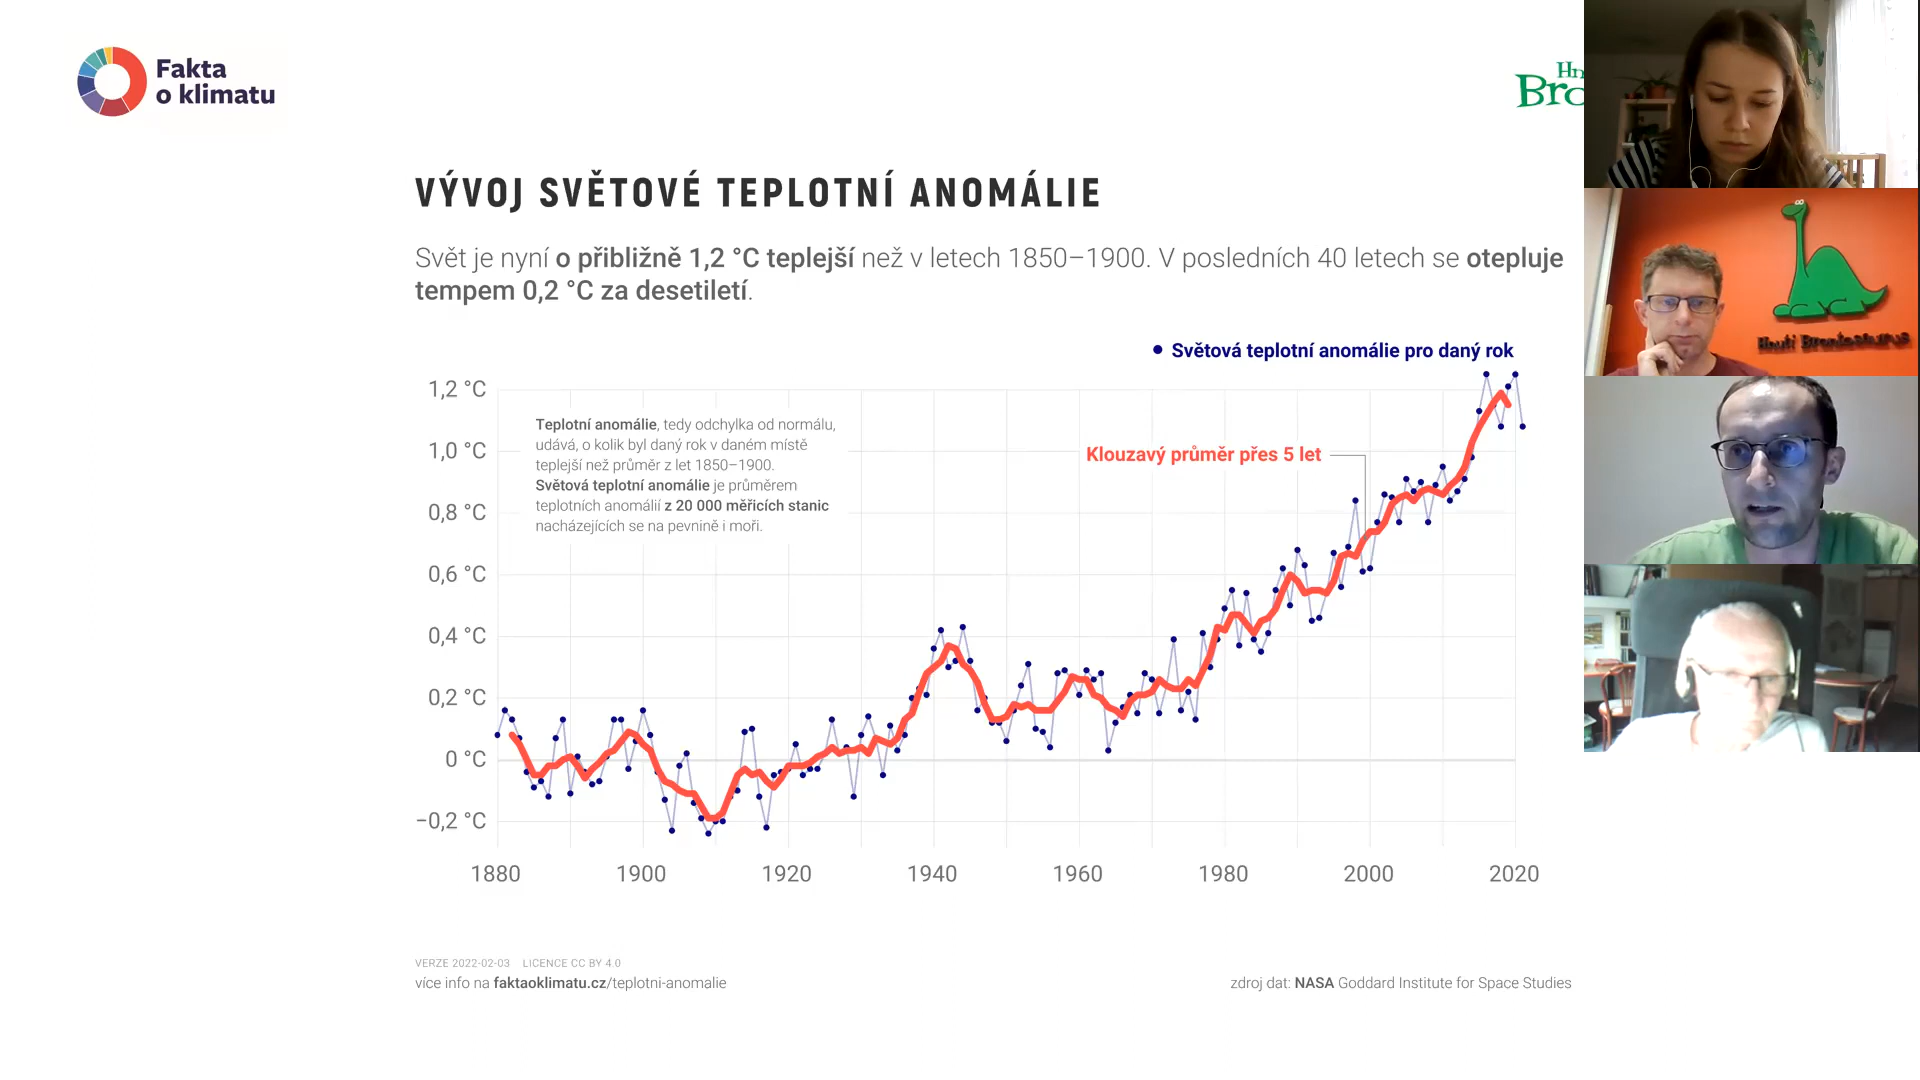 Fakta
o klimatu
Hn
Bro
VÝVOJ SVĚTOVÉ TEPLOTNÍ ANOMÁLIE
Svět je nyní o přibližně 1,2 °C teplejší než v letech 1850–1900. V posledních 40 letech se otepluje
tempem 0,2 °C za desetiletí.
Světová teplotní anomálie pro daný rok
1,2 °C
Teplotní anomálie, tedy odchylka od normálu,
udává, o kolik byl daný rok v daném místě
teplejší než průměr z let 1850–1900.
Světová teplotní anomálie je průměrem
teplotních anomálií z 20 000 měřicích stanic
nacházejících se na pevnině i moři.
1,0 °C
Klouzavý průměr přes 5 let
0,8 °C
0,6 °C
0,4 °C
0,2 °C
0 °C
−0,2 °C
1880 1900 1920 1940 1960 1980 2000 2020
VERZE 2022-02-03 LICENCE CC BY 4.0
více info na faktaoklimatu.cz/teplotni-anomalie
zdroj dat: NASA Goddard Institute for Space Studies
Hnutí Brontosaurus